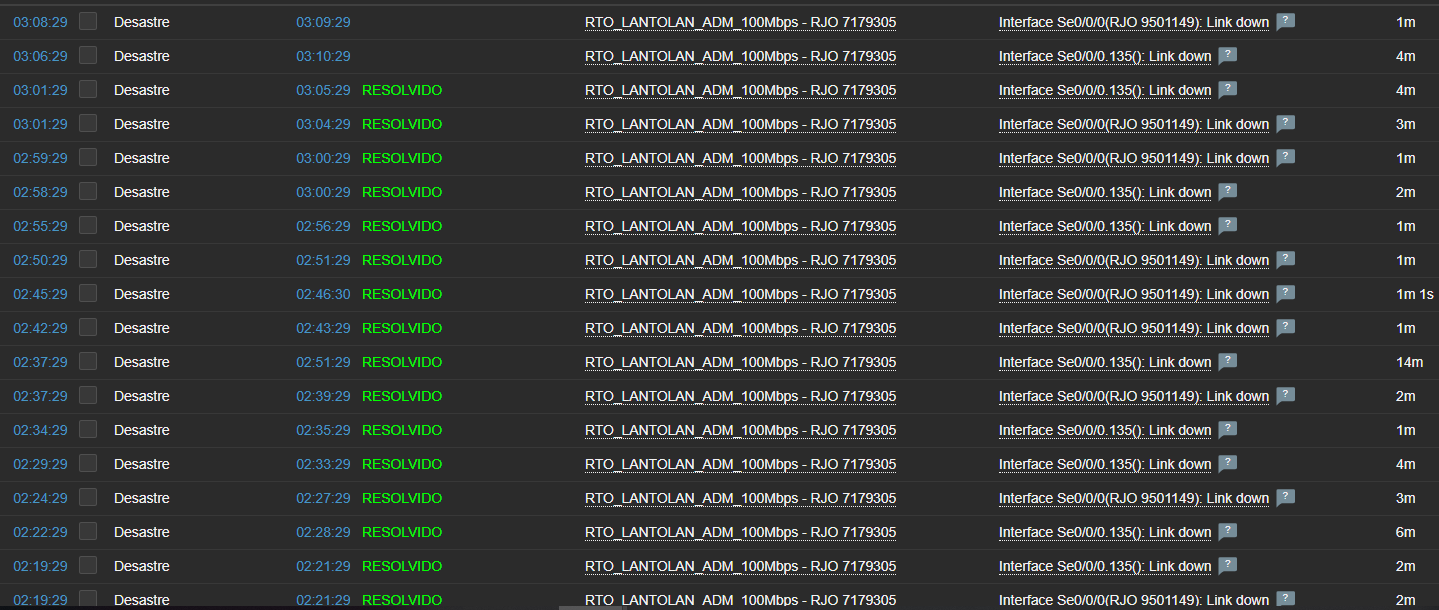 03:08:29 Desastre 03:09:29 RTO_LANTOLAN_ADM_100Mbps - RJO 7179305 Interface Se0/0/0(RJO 9501149): Link down ? 1m
03:06:29 Desastre 03:10:29 RTO_LANTOLAN_ADM_100Mbps - RJO 7179305 Interface Se0/0/0.135(): Link down ? 4m
03:01:29 Desastre 03:05:29 RESOLVIDO RTO_LANTOLAN_ADM_100Mbps - RJO 7179305 Interface Se0/0/0.135(): Link down ? 4m
03:01:29 Desastre 03:04:29 RESOLVIDO RTO_LANTOLAN_ADM_100Mbps - RJO 7179305 Interface Se0/0/0(RJO 9501149): Link down ? 3m
02:59:29 Desastre 03:00:29 RESOLVIDO RTO_LANTOLAN_ADM_100Mbps - RJO 7179305 Interface Se0/0/0(RJO 9501149): Link down ? 1m
02:58:29 Desastre 03:00:29 RESOLVIDO RTO_LANTOLAN_ADM_100Mbps - RJO 7179305 Interface Se0/0/0.135(): Link down ? 2m
02:55:29 Desastre 02:56:29 RESOLVIDO RTO_LANTOLAN_ADM_100Mbps - RJO 7179305 Interface Se0/0/0.135(): Link down ? 1m
02:50:29 Desastre 02:51:29 RESOLVIDO RTO_LANTOLAN_ADM_100Mbps - RJO 7179305 Interface Se0/0/0(RJO 9501149): Link down ? 1m
02:45:29 Desastre 02:46:30 RESOLVIDO RTO_LANTOLAN_ADM_100Mbps - RJO 7179305 Interface Se0/0/0(RJO 9501149): Link down ? 1m 1s
02:42:29 Desastre 02:43:29 RESOLVIDO RTO_LANTOLAN_ADM_100Mbps - RJO 7179305 Interface Se0/0/0(RJO 9501149): Link down ? 1m
02:37:29 Desastre 02:51:29 RESOLVIDO RTO_LANTOLAN_ADM_100Mbps - RJO 7179305 Interface Se0/0/0.135(): Link down ? 14m
02:37:29 Desastre 02:39:29 RESOLVIDO RTO_LANTOLAN_ADM_100Mbps - RJO 7179305 Interface Se0/0/0(RJO 9501149): Link down ? 2m
02:34:29 Desastre 02:35:29 RESOLVIDO RTO_LANTOLAN_ADM_100Mbps - RJO 7179305 Interface Se0/0/0.135(): Link down ? 1m
02:29:29 Desastre 02:33:29 RESOLVIDO RTO_LANTOLAN_ADM_100Mbps - RJO 7179305 Interface Se0/0/0.135(): Link down ? 4m
02:24:29 Desastre 02:27:29 RESOLVIDO RTO_LANTOLAN_ADM_100Mbps - RJO 7179305 Interface Se0/0/0(RJO 9501149): Link down ? 3m
02:22:29 Desastre 02:28:29 RESOLVIDO RTO_LANTOLAN_ADM_100Mbps - RJO 7179305 Interface Se0/0/0.135(): Link down ? 6m
02:19:29 Desastre 02:21:29 RESOLVIDO RTO_LANTOLAN_ADM_100Mbps - RJO 7179305 Interface Se0/0/0.135(): Link down ? 2m
02:19:29 Desastre 02:21:29 RESOLVIDO RTO_LANTOLAN_ADM_100Mbps - RJO 7179305 Interface Se0/0/0(RJO 9501149): Link down ? 2m